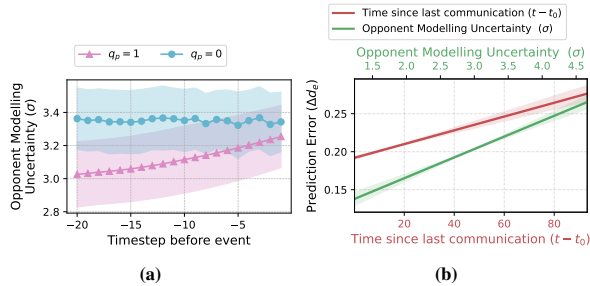 q_p = 1
q_p = 0
Opponent Modelling
Uncertainty (σ)
3.4
3.2
3.0
2.8
−20
−15
−10
−5
Timestep before event
(a)
Time since last communication (t − t_0)
Opponent Modelling Uncertainty (σ)
Opponent Modelling Uncertainty (σ)
1.5 2.0 2.5 3.0 3.5 4.0 4.5
Prediction Error (Δd_e)
0.25
0.20
0.15
20 40 60 80
Time since last communication (t − t_0)
(b)